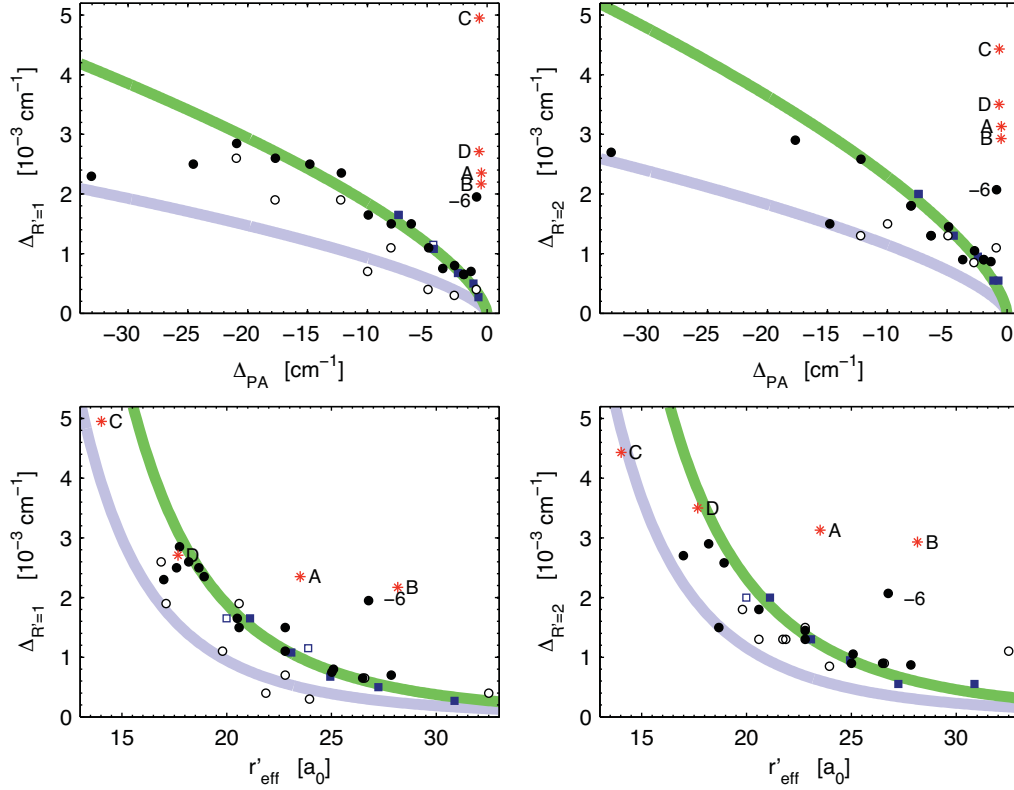 5
4
3
2
1
0
Δ_{R'=1} [10^{-3} cm^{-1}]
C
D
A
B
−6
−30 −25 −20 −15 −10 −5 0
Δ_{PA} [cm^{-1}]
5
4
3
2
1
0
Δ_{R'=2} [10^{-3} cm^{-1}]
C
D
A
B
−6
−30 −25 −20 −15 −10 −5 0
Δ_{PA} [cm^{-1}]
5
4
3
2
1
0
Δ_{R'=1} [10^{-3} cm^{-1}]
C
D
A
B
−6
15 20 25 30
r'_{eff} [a_0]
5
4
3
2
1
0
Δ_{R'=2} [10^{-3} cm^{-1}]
C
D
A
B
−6
15 20 25 30
r'_{eff} [a_0]